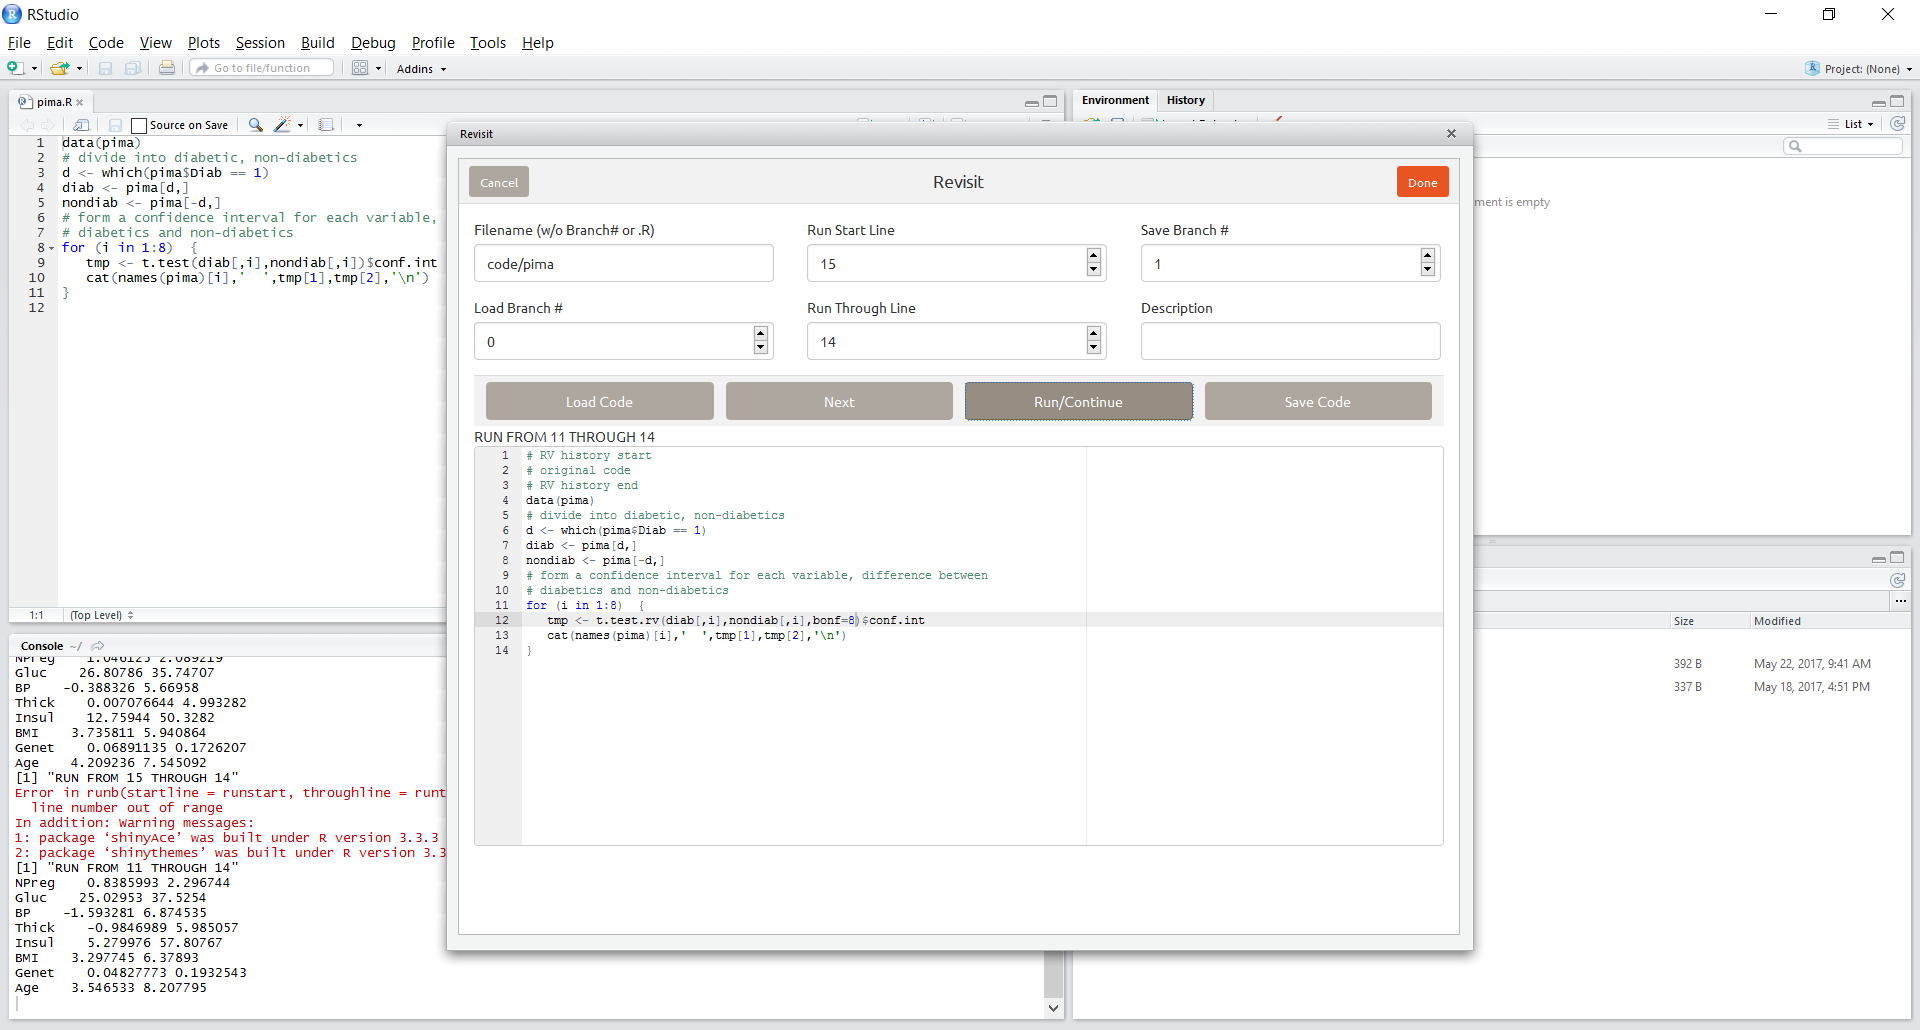 RStudio
File Edit Code View Plots Session Build Debug Profile Tools Help
Go to file/function Addins Project: (None)
pima.R
Source on Save
1 data(pima)
2 # divide into diabetic, non-diabetics
3 d <- which(pima$Diab == 1)
4 diab <- pima[d,]
5 nondiab <- pima[-d,]
6 # form a confidence interval for each variable,
7 # diabetics and non-diabetics
8 for (i in 1:8) {
9 tmp <- t.test(diab[,i],nondiab[,i])$conf.int
10 cat(names(pima)[i],' ',tmp[1],tmp[2],'\n')
11 }
12
1:1 (Top Level)
Console ~/
NPreg 1.046125 2.089219
Gluc 26.80786 35.74707
BP -0.388326 5.66958
Thick 0.007076644 4.993282
Insul 12.75944 50.3282
BMI 3.735811 5.940864
Genet 0.06891135 0.1726207
Age 4.209236 7.545092
[1] "RUN FROM 15 THROUGH 14"
Error in runb(startline = runstart, throughline = runt
line number out of range
In addition: Warning messages:
1: package ‘shinyAce’ was built under R version 3.3.3
2: package ‘shinythemes’ was built under R version 3.3
[1] "RUN FROM 11 THROUGH 14"
NPreg 0.8385993 2.296744
Gluc 25.02953 37.5254
BP -1.593281 6.874535
Thick -0.9846989 5.985057
Insul 5.279976 57.80767
BMI 3.297745 6.37893
Genet 0.04827773 0.1932543
Age 3.546533 8.207795
Revisit
Cancel Revisit Done
Filename (w/o Branch# or .R) Run Start Line Save Branch #
code/pima 15 1
Load Branch # Run Through Line Description
0 14
Load Code Next Run/Continue Save Code
RUN FROM 11 THROUGH 14
1 # RV history start
2 # original code
3 # RV history end
4 data(pima)
5 # divide into diabetic, non-diabetics
6 d <- which(pima$Diab == 1)
7 diab <- pima[d,]
8 nondiab <- pima[-d,]
9 # form a confidence interval for each variable, difference between
10 # diabetics and non-diabetics
11 for (i in 1:8) {
12 tmp <- t.test.rv(diab[,i],nondiab[,i],bonf=8)$conf.int
13 cat(names(pima)[i],' ',tmp[1],tmp[2],'\n')
14 }
Environment History
List
ment is empty
Size Modified
392 B May 22, 2017, 9:41 AM
337 B May 18, 2017, 4:51 PM